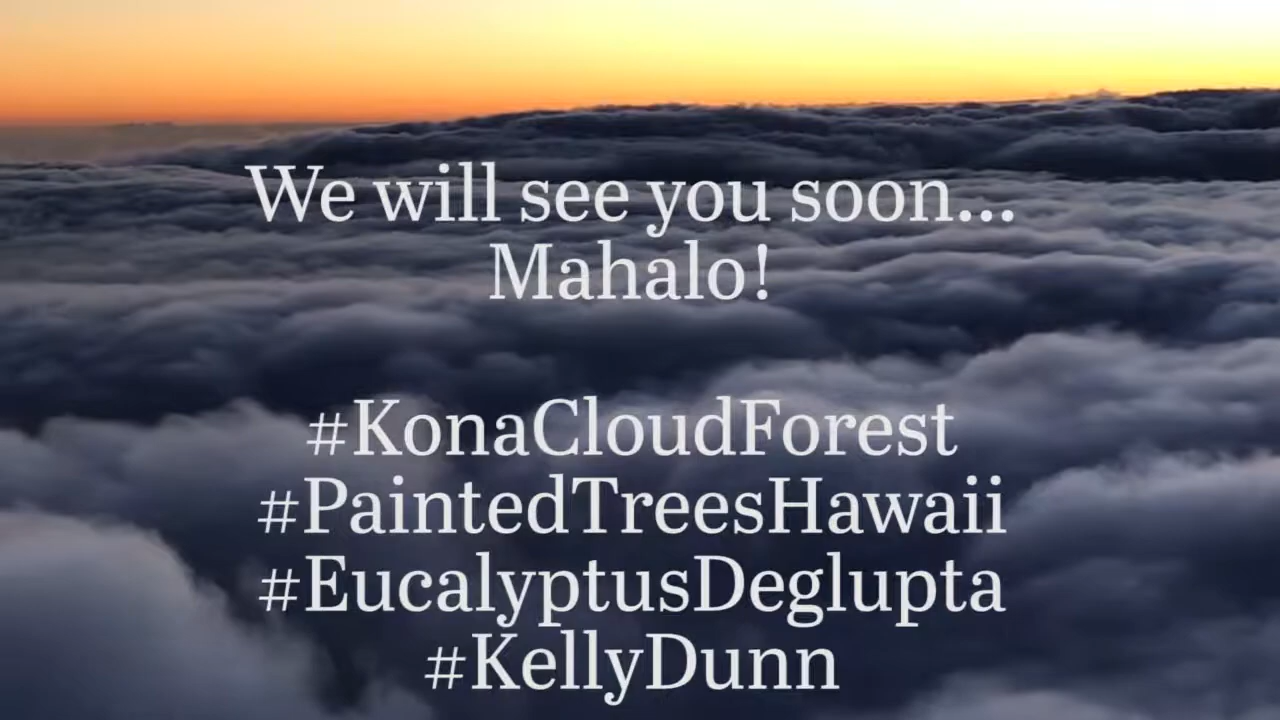 We will see you soon...
Mahalo!
#KonaCloudForest
#PaintedTreesHawaii
#EucalyptusDeglupta
#KellyDunn